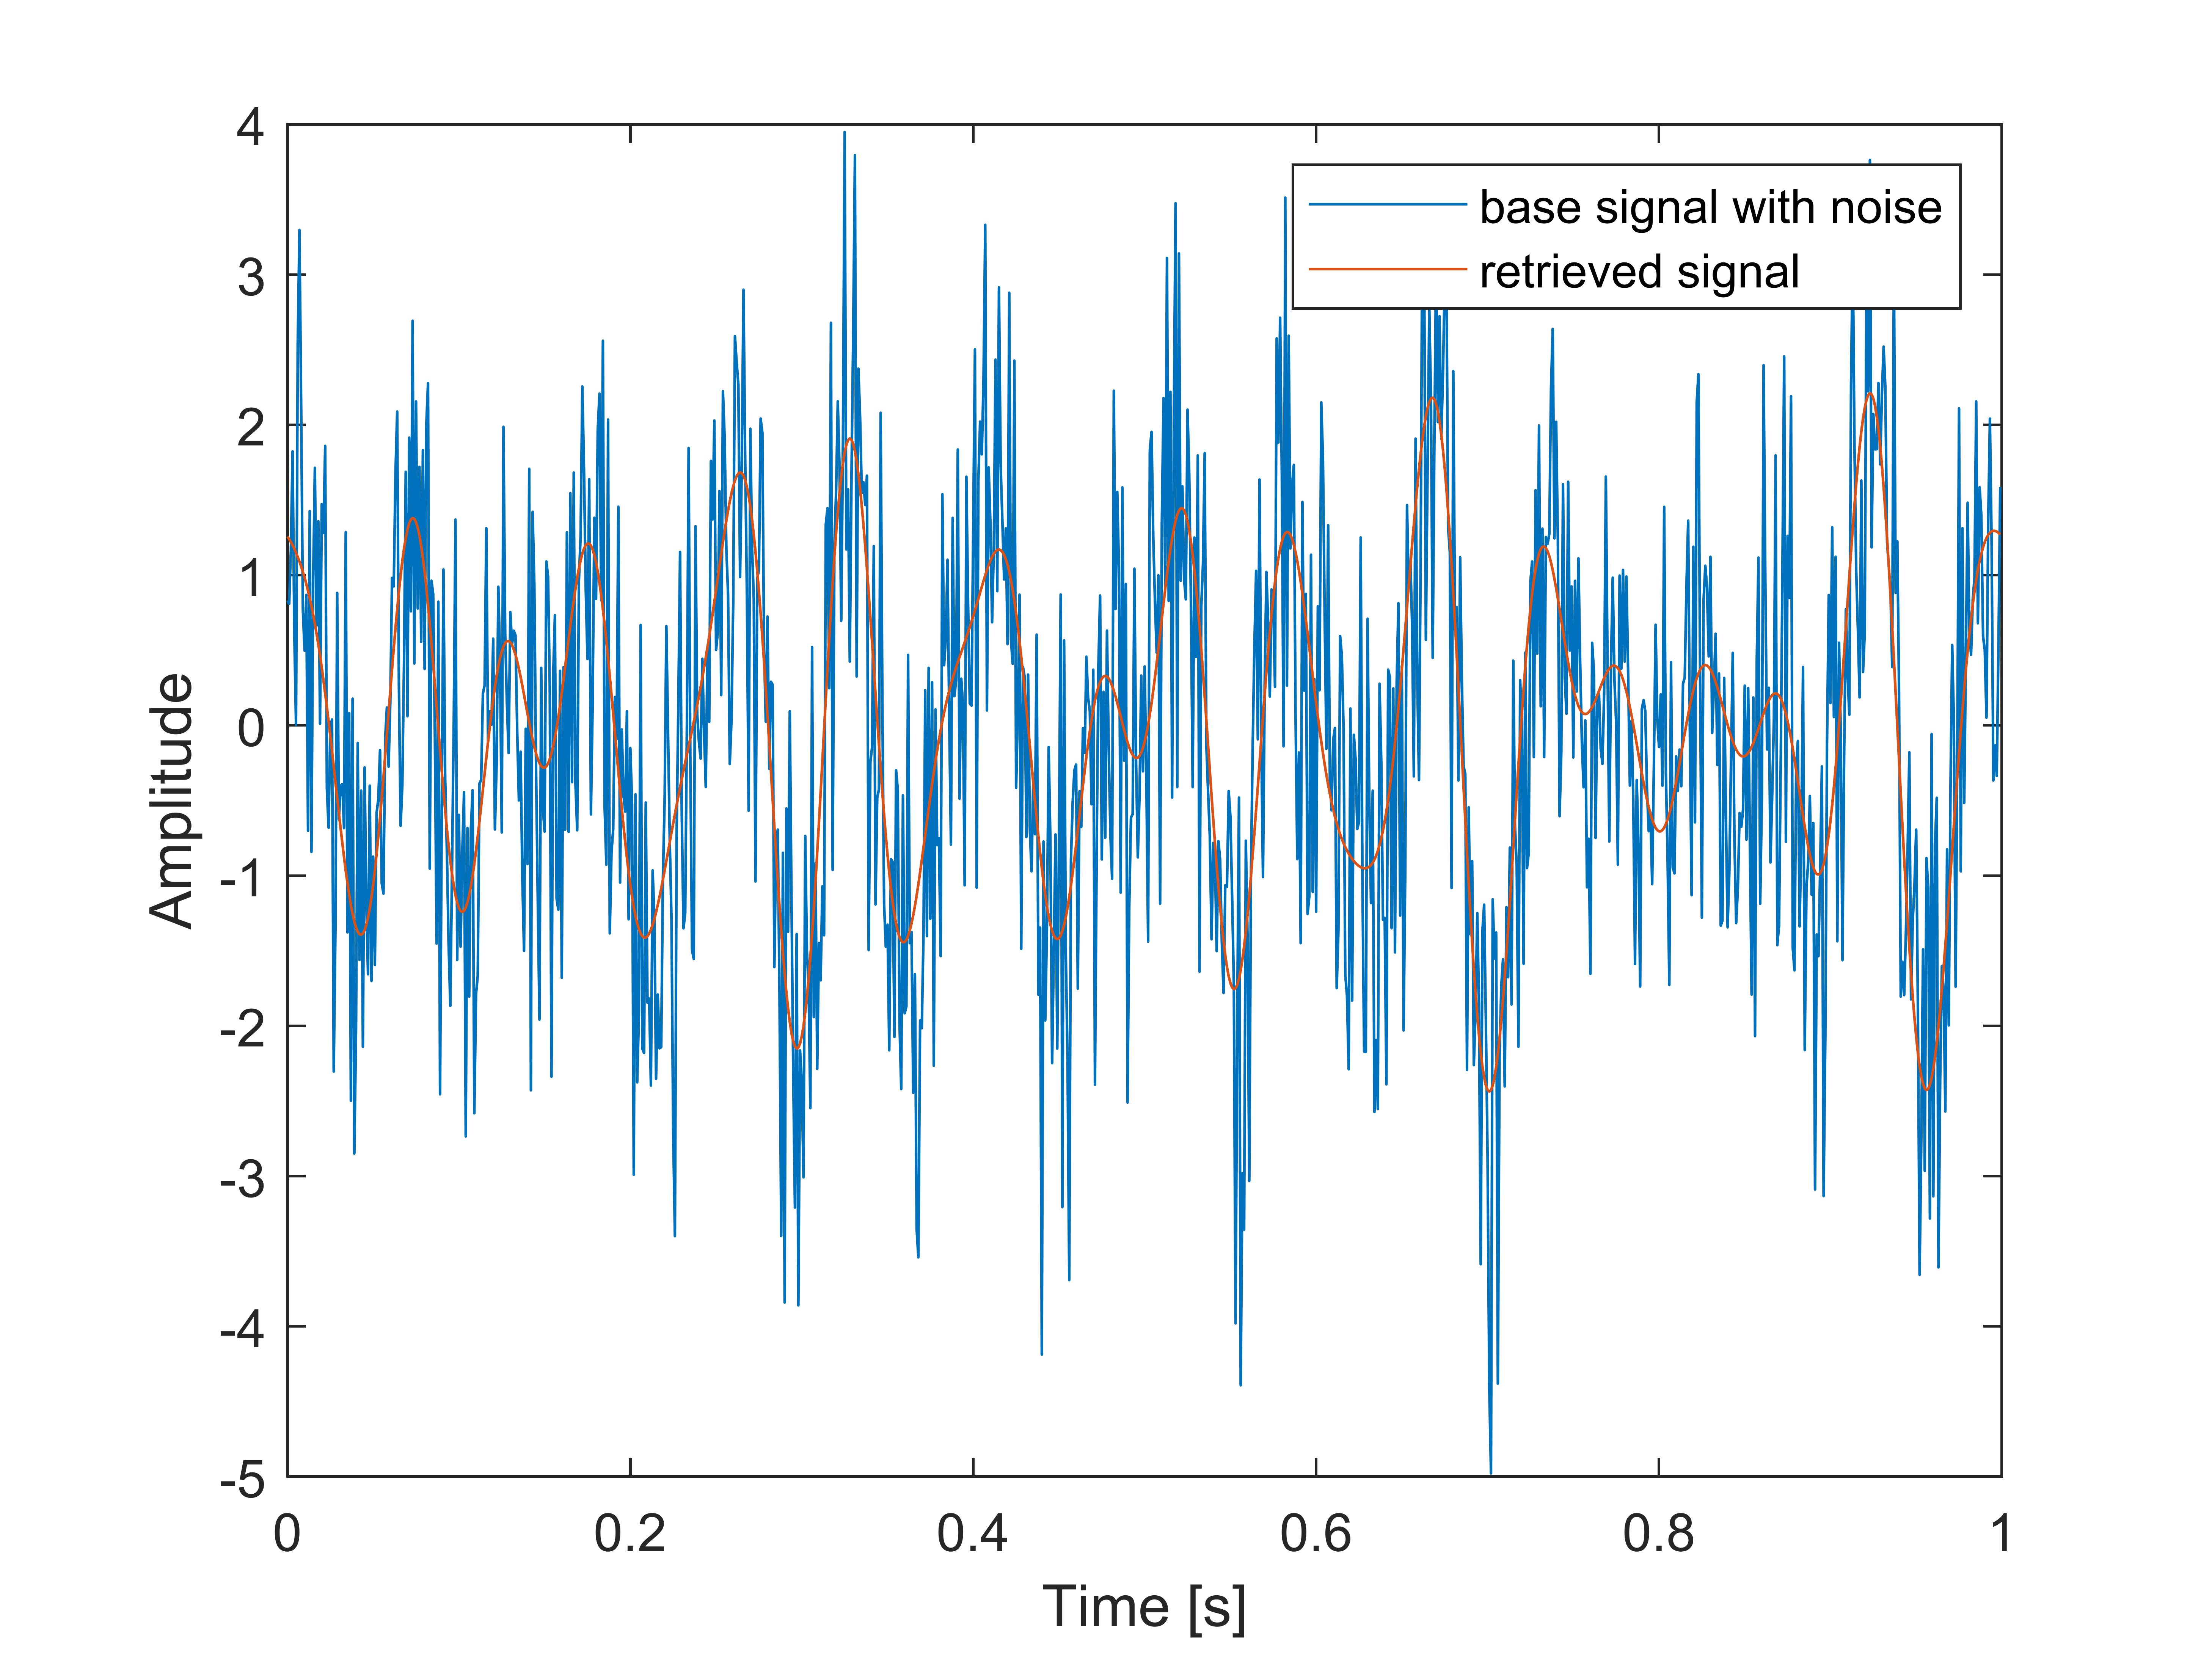 4
3
2
1
0
-1
-2
-3
-4
-5
Amplitude
base signal with noise
retrieved signal
0 0.2 0.4 0.6 0.8 1
Time [s]